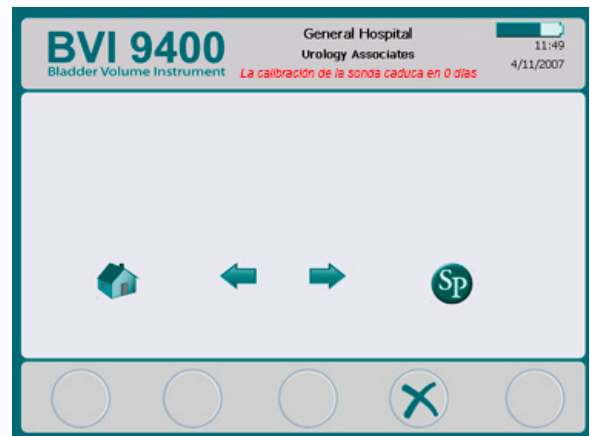 BVI 9400
Bladder Volume Instrument
General Hospital
Urology Associates
La calibración de la sonda caduca en 0 días
11:49
4/11/2007
SP